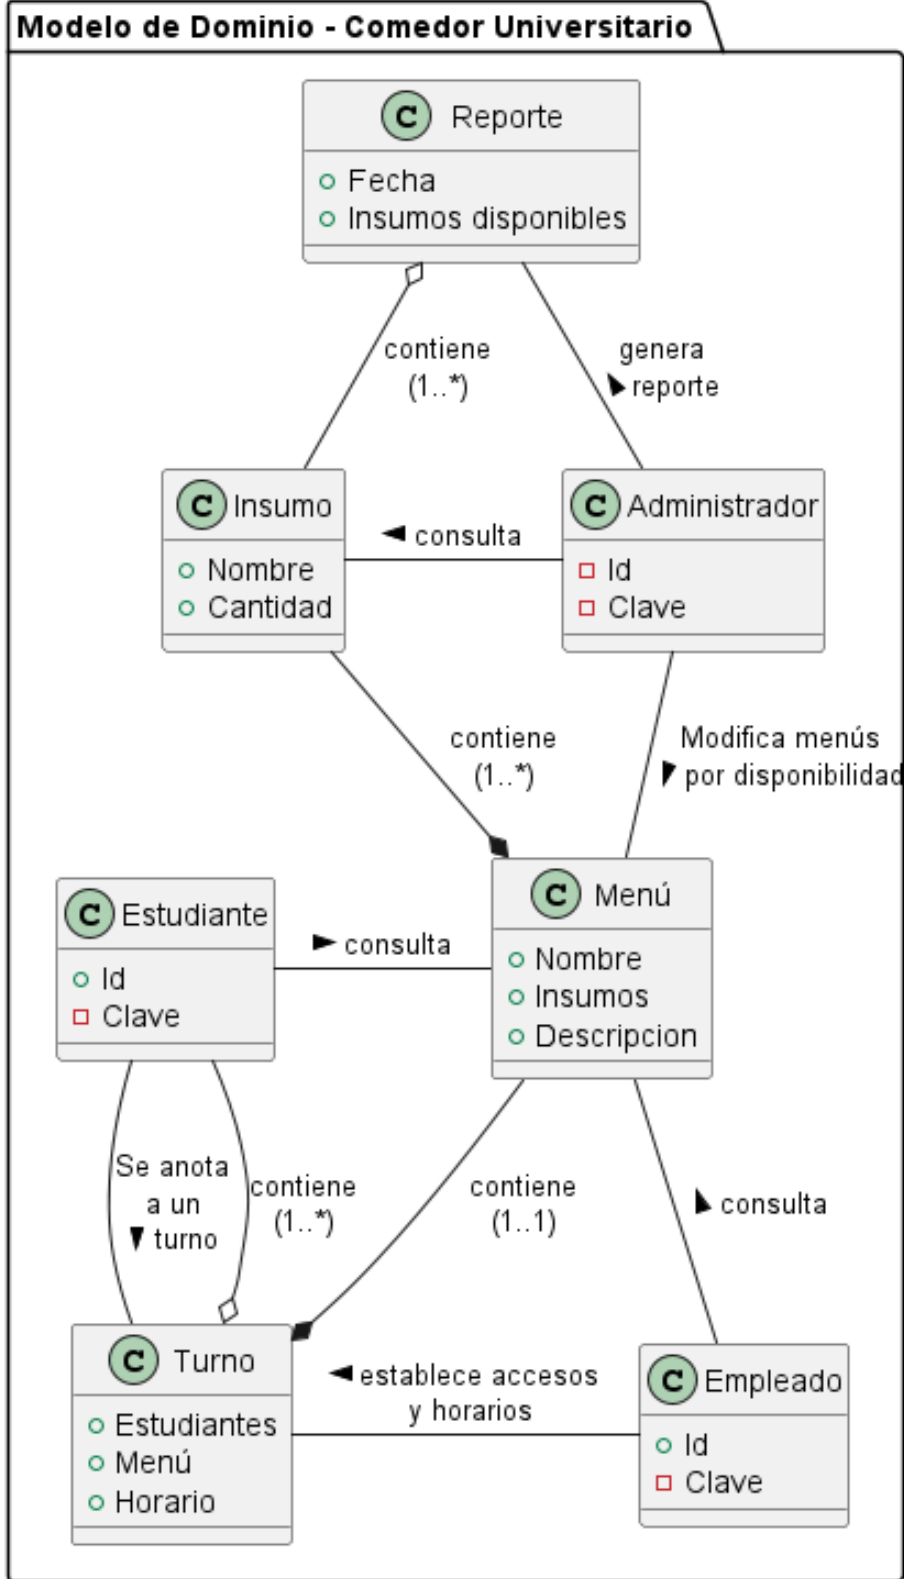 Modelo de Dominio - Comedor Universitario
C Reporte
Fecha
Insumos disponibles
contiene
(1..*)
genera
reporte
C Insumo
Nombre
Cantidad
consulta
C Administrador
Id
Clave
contiene
(1..*)
Modifica menús
por disponibilidad
C Estudiante
Id
Clave
consulta
C Menú
Nombre
Insumos
Descripcion
Se anota
a un
turno
contiene
(1..*)
contiene
(1..1)
consulta
C Turno
Estudiantes
Menú
Horario
establece accesos
y horarios
C Empleado
Id
Clave